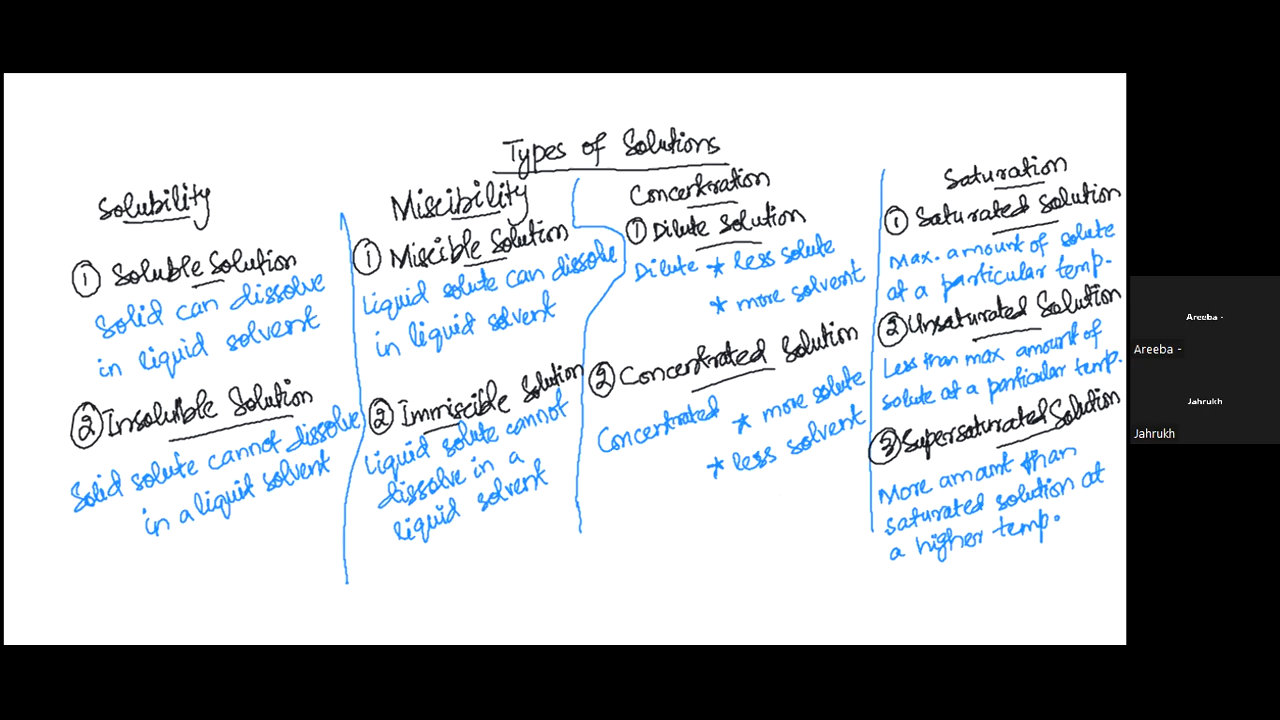 Types of Solutions
Solubility
① Soluble Solution
Solid can dissolve
in liquid solvent
② Insoluble Solution
Solid solute cannot dissolve
in a liquid solvent
Miscibility
① Miscible Solution
Liquid solute can dissolve
in liquid solvent
② Immiscible Solution
Liquid solute cannot
dissolve in a
liquid solvent
Concentration
① Dilute Solution
Dilute * less solute
* more solvent
② Concentrated Solution
Concentrated * more solute
* less solvent
Saturation
① Saturated Solution
Max. amount of solute
at a particular temp.
② Unsaturated Solution
Less than max amount of
solute at a particular temp.
③ Supersaturated Solution
More amount than
saturated solution at
a higher temp.
Areeba -
Areeba -
Jahrukh
Jahrukh